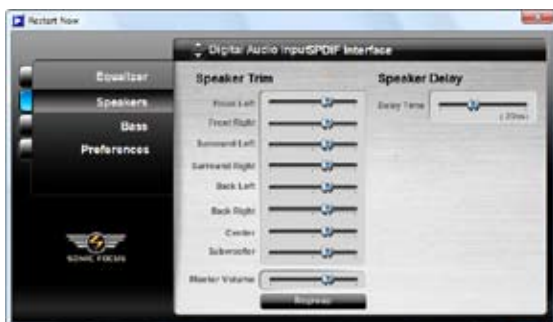 Restart Now
Digital Audio Input/SPDIF Interface
Equalizer
Speakers
Bass
Preferences
SONIC FOCUS
Speaker Trim
Front Left
Front Right
Surround Left
Surround Right
Back Left
Back Right
Center
Subwoofer
Master Volume
Speaker Delay
Delay Time